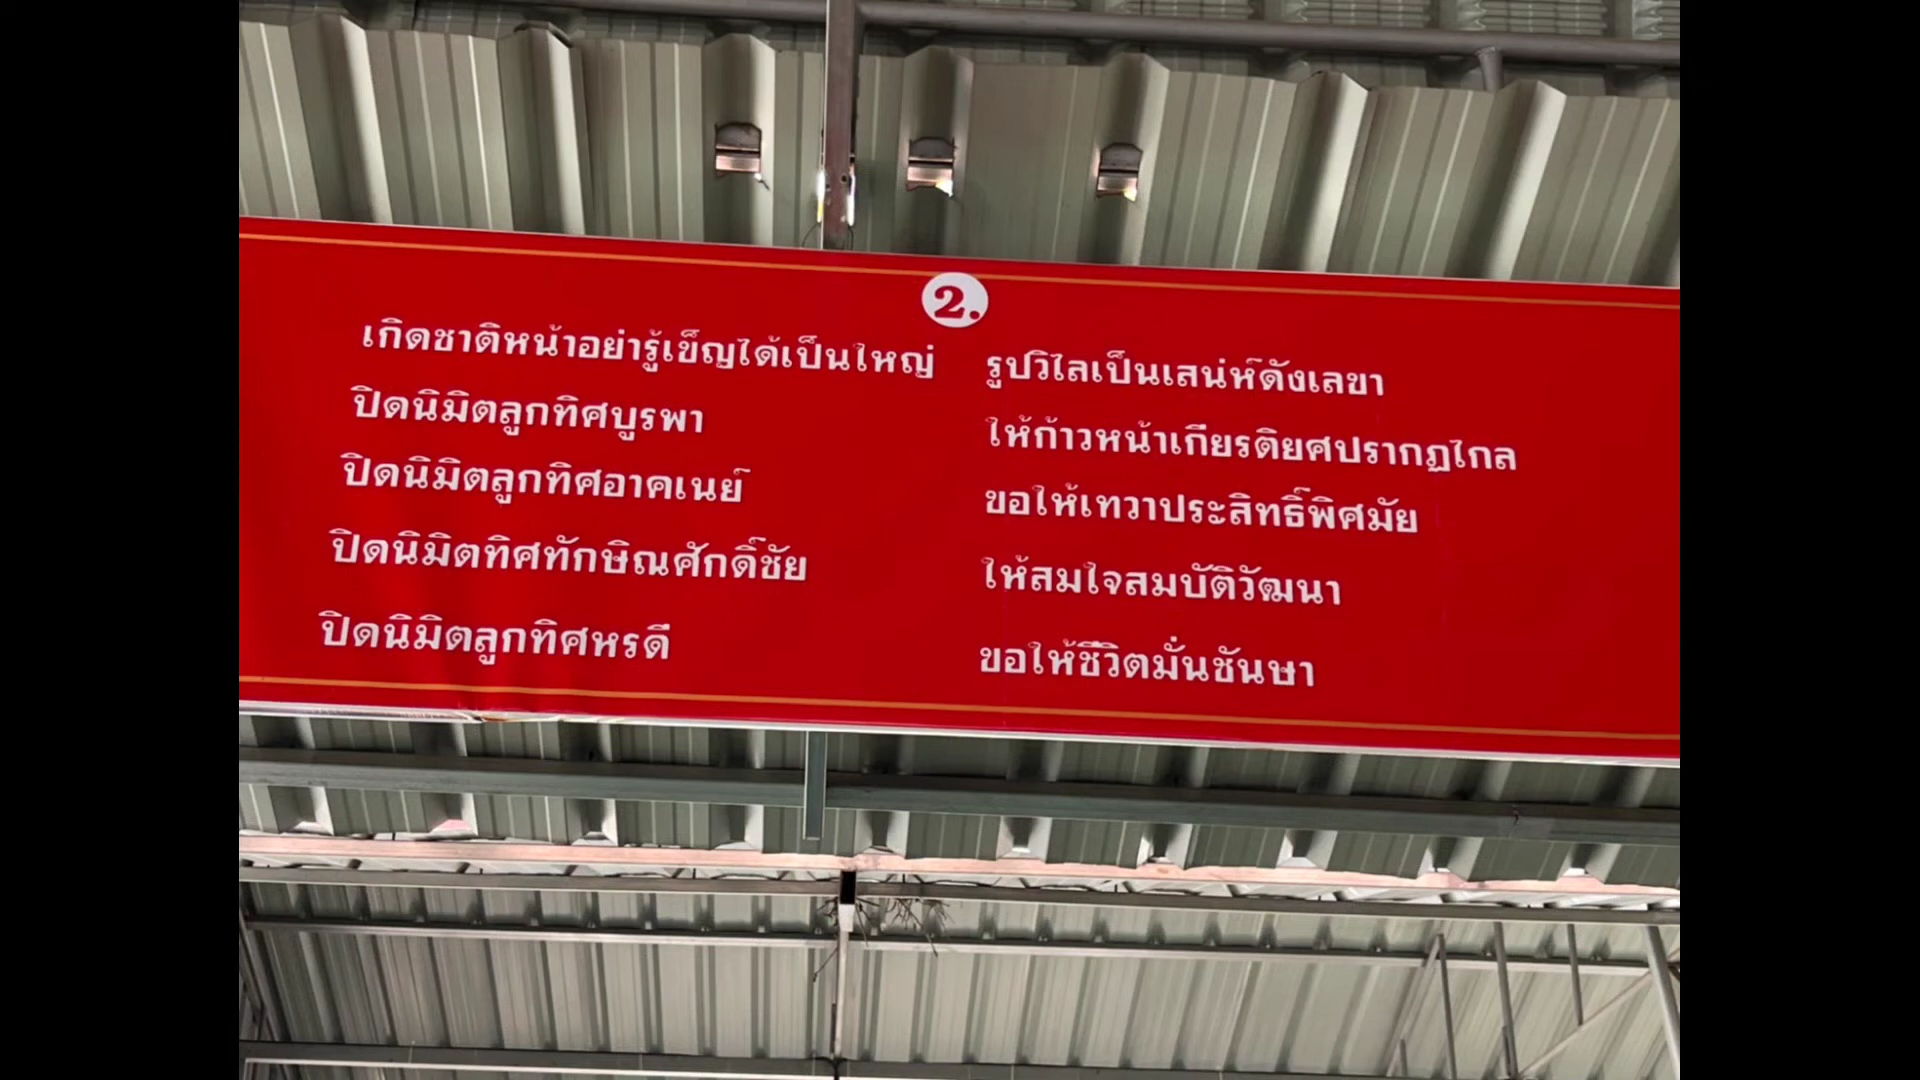 2.
เกิดชาติหน้าอย่ารู้เข็ญได้เป็นใหญ่ รูปวิไลเป็นเสน่ห์ดังเลขา
ปิดนิมิตลูกทิศบูรพา ให้ก้าวหน้าเกียรติยศปรากฏไกล
ปิดนิมิตลูกทิศอาคเนย์ ขอให้เทวาประสิทธิ์พิศมัย
ปิดนิมิตทิศทักษิณศักดิ์ชัย ให้สมใจสมบัติวัฒนา
ปิดนิมิตลูกทิศหรดี ขอให้ชีวิตมั่นชันษา